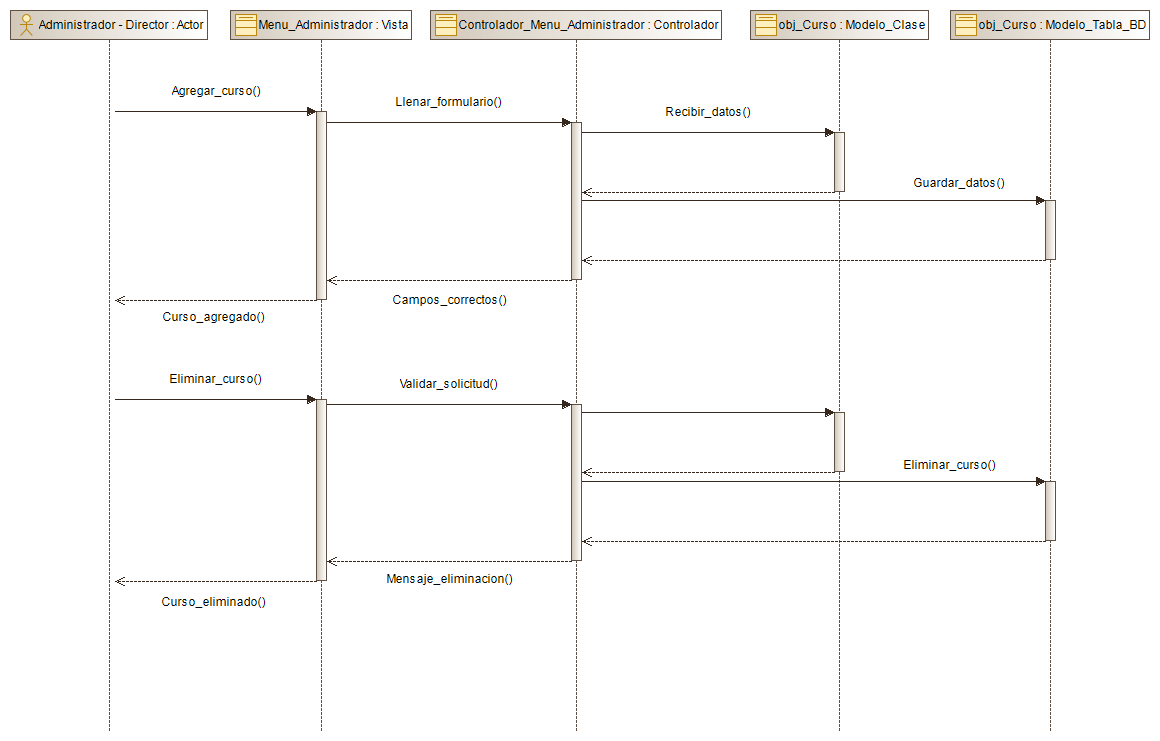 Administrador - Director : Actor
Menu_Administrador : Vista
Controlador_Menu_Administrador : Controlador
obj_Curso : Modelo_Clase
obj_Curso : Modelo_Tabla_BD
Agregar_curso()
Llenar_formulario()
Recibir_datos()
Guardar_datos()
Campos_correctos()
Curso_agregado()
Eliminar_curso()
Validar_solicitud()
Eliminar_curso()
Mensaje_eliminacion()
Curso_eliminado()